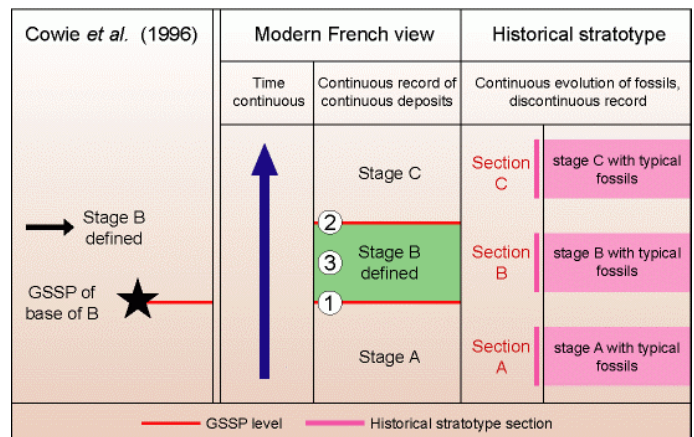 Cowie et al. (1996)
Modern French view
Historical stratotype
Time
continuous
Continuous record of
continuous deposits
Continuous evolution of fossils,
discontinuous record
Stage C
Section
C
stage C with typical
fossils
Stage B
defined
2
3
Stage B
defined
Section
B
stage B with typical
fossils
GSSP of
base of B
1
Stage A
Section
A
stage A with typical
fossils
GSSP level
Historical stratotype section